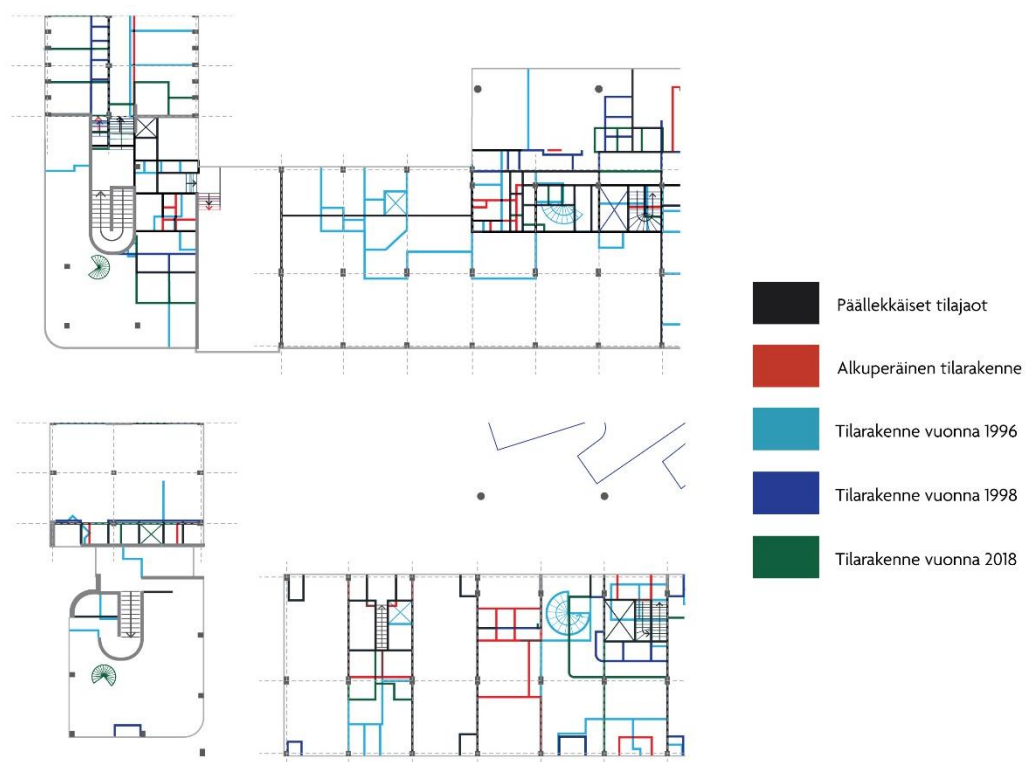 Päällekkäiset tilajaot
Alkuperäinen tilarakenne
Tilarakenne vuonna 1996
Tilarakenne vuonna 1998
Tilarakenne vuonna 2018